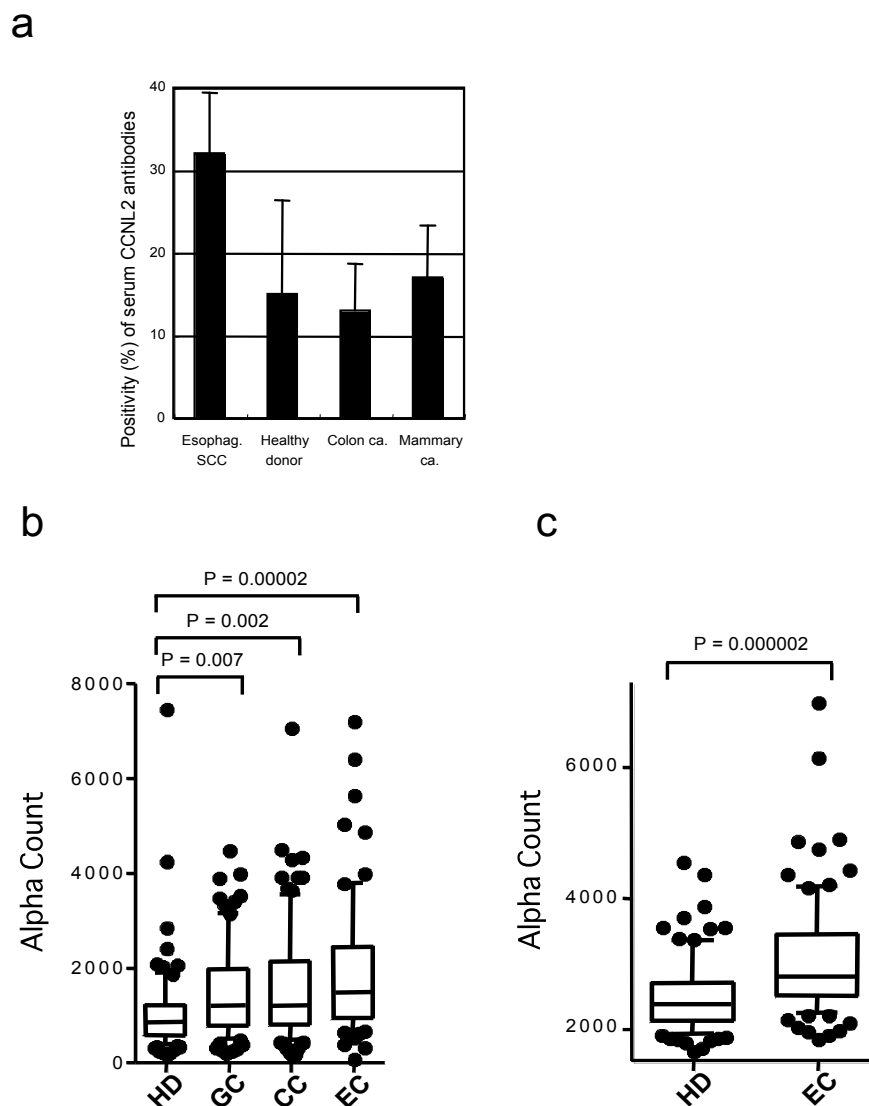 a
Positivity (%) of serum CCNL2 antibodies
40
30
20
10
0
Esophag. SCC
Healthy donor
Colon ca.
Mammary ca.
b
P = 0.00002
P = 0.002
P = 0.007
Alpha Count
8000
6000
4000
2000
0
HD
GC
CC
EC
c
P = 0.000002
Alpha Count
6000
4000
2000
HD
EC